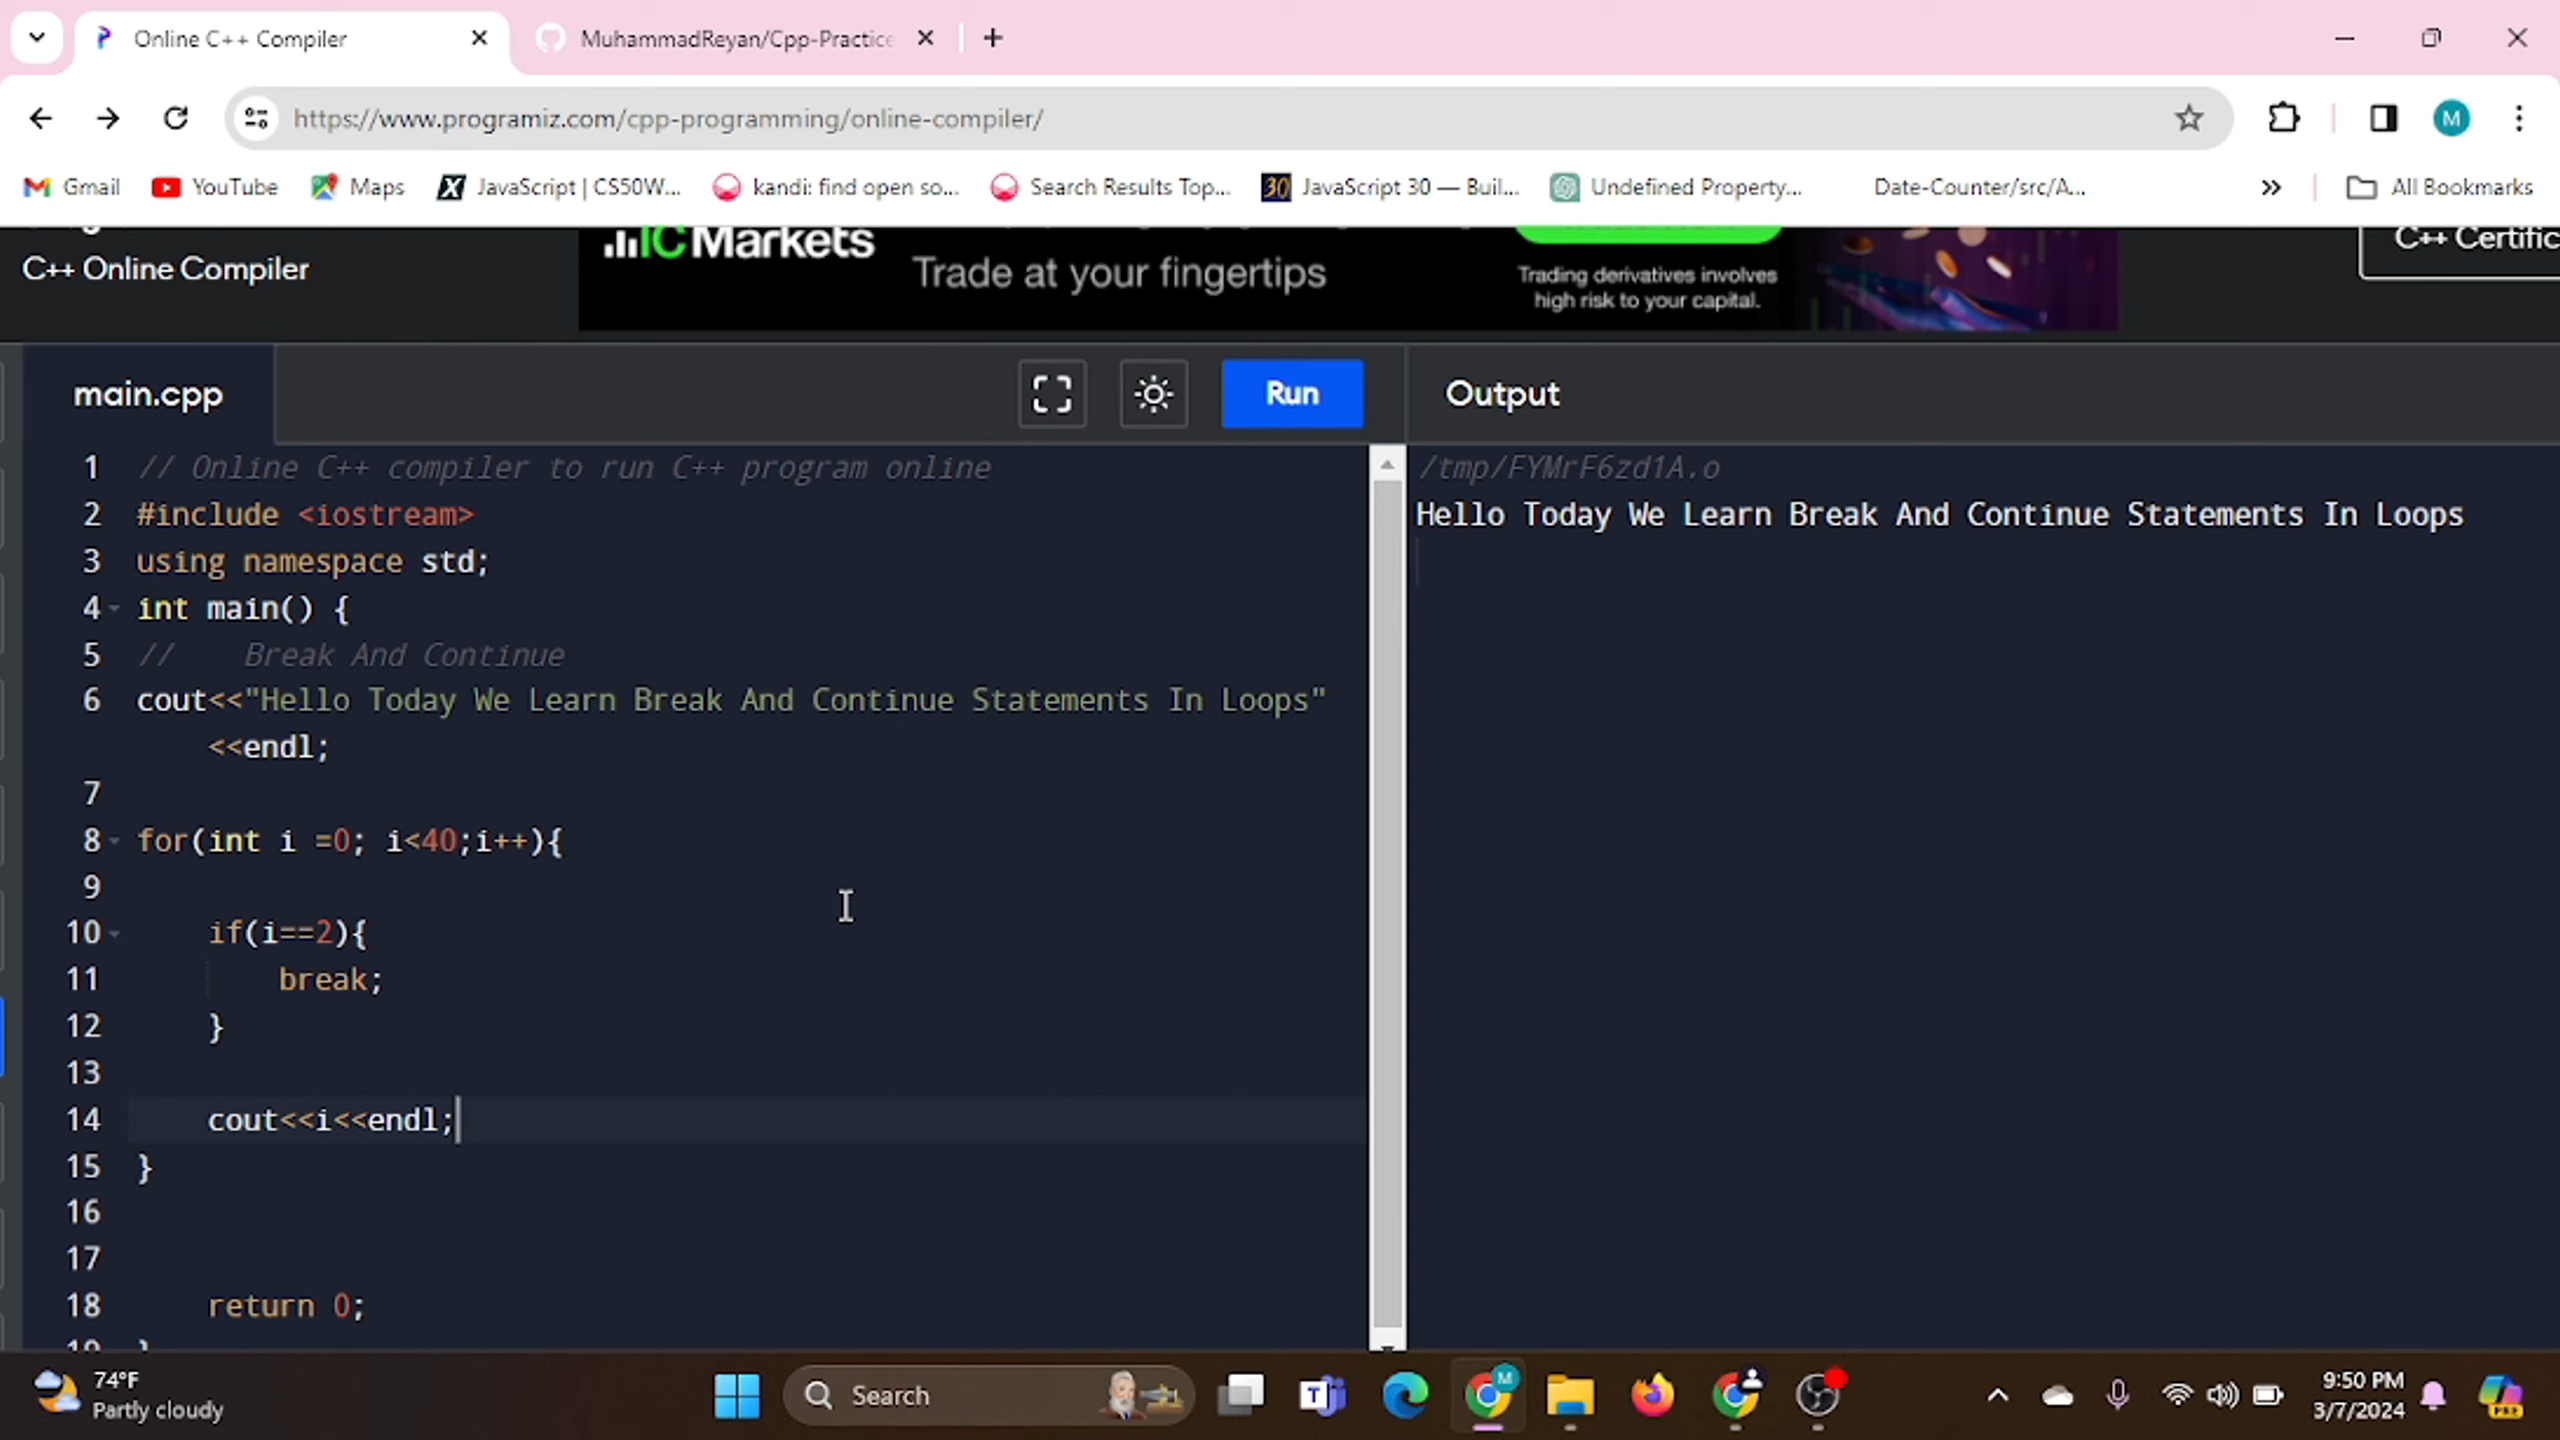 Online C++ Compiler
MuhammadReyan/Cpp-Practice
https://www.programiz.com/cpp-programming/online-compiler/
M
Gmail
YouTube
Maps
JavaScript | CS50W...
kandi: find open so...
Search Results Top...
30
JavaScript 30 — Buil...
Undefined Property...
Date-Counter/src/A...
All Bookmarks
C++ Online Compiler
IC Markets
Trade at your fingertips
Trading derivatives involves
high risk to your capital.
C++ Certific
main.cpp
Run
Output
1 // Online C++ compiler to run C++ program online
2 #include <iostream>
3 using namespace std;
4 int main() {
5 // Break And Continue
6 cout<<"Hello Today We Learn Break And Continue Statements In Loops"
<<endl;
7
8 for(int i =0; i<40;i++){
9
10 if(i==2){
11 break;
12 }
13
14 cout<<i<<endl;
15 }
16
17
18 return 0;
19 }
/tmp/FYMrF6zd1A.o
Hello Today We Learn Break And Continue Statements In Loops
74°F
Partly cloudy
Search
9:50 PM
3/7/2024